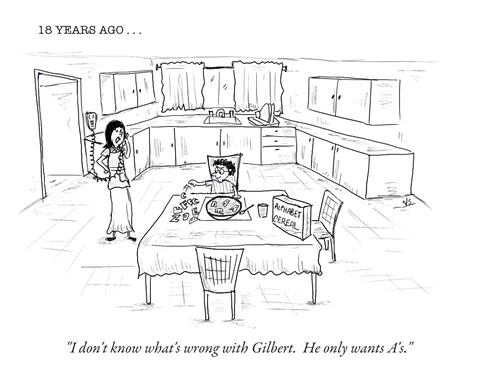 18 YEARS AGO . . .
ALPHABET
CEREAL
"I don't know what's wrong with Gilbert.  He only wants A's."